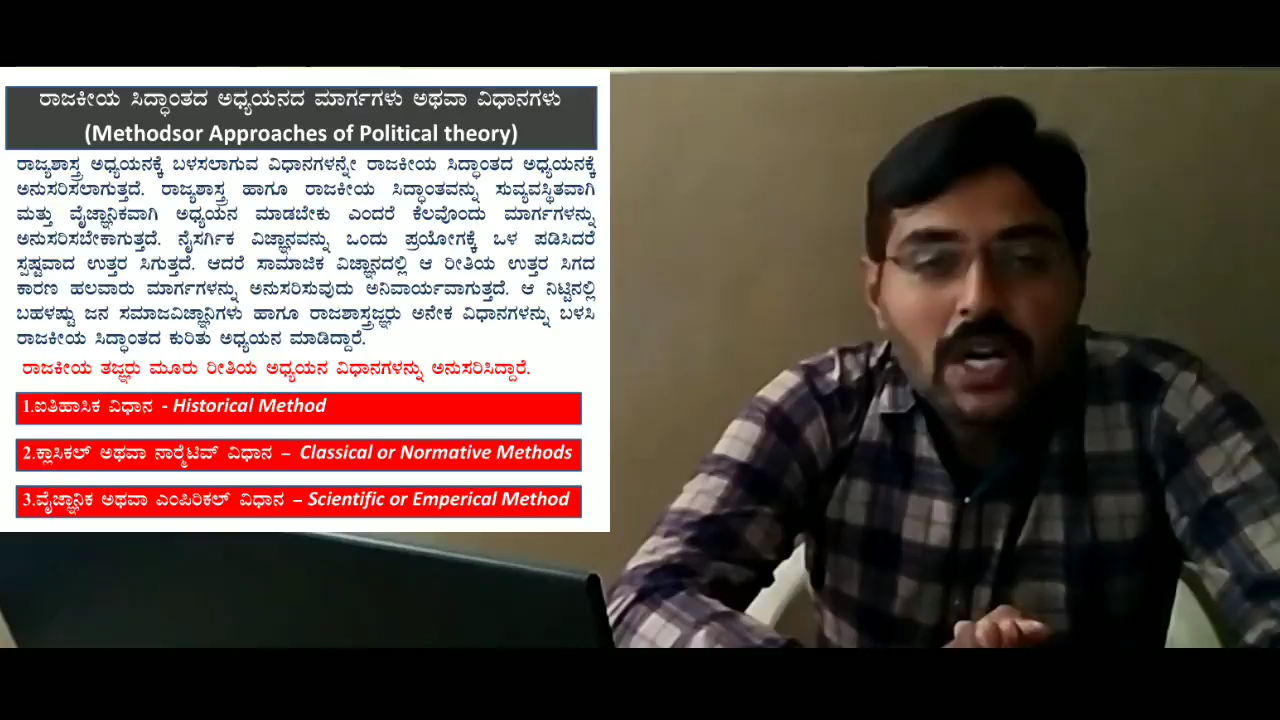 ರಾಜಕೀಯ ಸಿದ್ಧಾಂತದ ಅಧ್ಯಯನದ ಮಾರ್ಗಗಳು ಅಥವಾ ವಿಧಾನಗಳು
(Methodsor Approaches of Political theory)
ರಾಜ್ಯಶಾಸ್ತ್ರ ಅಧ್ಯಯನಕ್ಕೆ ಬಳಸಲಾಗುವ ವಿಧಾನಗಳನ್ನೇ ರಾಜಕೀಯ ಸಿದ್ಧಾಂತದ ಅಧ್ಯಯನಕ್ಕೆ
ಅನುಸರಿಸಲಾಗುತ್ತದೆ. ರಾಜ್ಯಶಾಸ್ತ್ರ ಹಾಗೂ ರಾಜಕೀಯ ಸಿದ್ಧಾಂತವನ್ನು ಸುವ್ಯವಸ್ಥಿತವಾಗಿ
ಮತ್ತು ವೈಜ್ಞಾನಿಕವಾಗಿ ಅಧ್ಯಯನ ಮಾಡಬೇಕು ಎಂದರೆ ಕೆಲವೊಂದು ಮಾರ್ಗಗಳನ್ನು
ಅನುಸರಿಸಬೇಕಾಗುತ್ತದೆ. ನೈಸರ್ಗಿಕ ವಿಜ್ಞಾನವನ್ನು ಒಂದು ಪ್ರಯೋಗಕ್ಕೆ ಒಳ ಪಡಿಸಿದರೆ
ಸ್ಪಷ್ಟವಾದ ಉತ್ತರ ಸಿಗುತ್ತದೆ. ಆದರೆ ಸಾಮಾಜಿಕ ವಿಜ್ಞಾನದಲ್ಲಿ ಆ ರೀತಿಯ ಉತ್ತರ ಸಿಗದ
ಕಾರಣ ಹಲವಾರು ಮಾರ್ಗಗಳನ್ನು ಅನುಸರಿಸುವುದು ಅನಿವಾರ್ಯವಾಗುತ್ತದೆ. ಆ ನಿಟ್ಟಿನಲ್ಲಿ
ಬಹಳಷ್ಟು ಜನ ಸಮಾಜವಿಜ್ಞಾನಿಗಳು ಹಾಗೂ ರಾಜಶಾಸ್ತ್ರಜ್ಞರು ಅನೇಕ ವಿಧಾನಗಳನ್ನು ಬಳಸಿ
ರಾಜಕೀಯ ಸಿದ್ಧಾಂತದ ಕುರಿತು ಅಧ್ಯಯನ ಮಾಡಿದ್ದಾರೆ.
ರಾಜಕೀಯ ತಜ್ಞರು ಮೂರು ರೀತಿಯ ಅಧ್ಯಯನ ವಿಧಾನಗಳನ್ನು ಅನುಸರಿಸಿದ್ದಾರೆ.
1.ಐತಿಹಾಸಿಕ ವಿಧಾನ - Historical Method
2.ಕ್ಲಾಸಿಕಲ್ ಅಥವಾ ನಾರ‍್ಮೆಟಿವ್ ವಿಧಾನ – Classical or Normative Methods
3.ವೈಜ್ಞಾನಿಕ ಅಥವಾ ಎಂಪಿರಿಕಲ್ ವಿಧಾನ – Scientific or Emperical Method